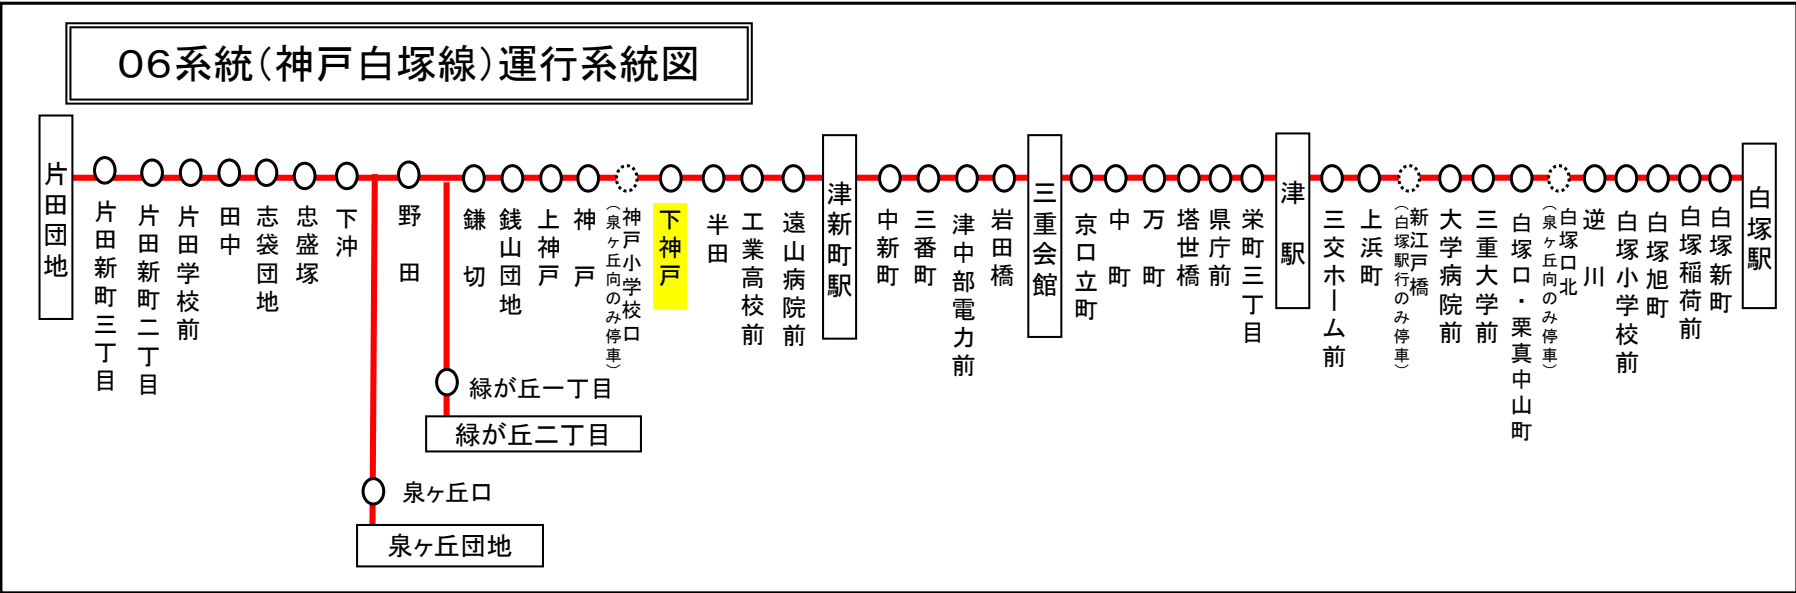 06系統(神戸白塚線)運行系統図
片田団地
片田新町三丁目
片田新町二丁目
片田学校前
田中
志袋団地
忠盛塚
下沖
野田
鎌切
銭山団地
上神戸
神戸
神戸小学校口
(泉ヶ丘向のみ停車)
下神戸
半田
工業高校前
遠山病院前
津新町駅
中新町
三番町
津中部電力前
岩田橋
三重会館
京口立町
中町
万町
塔世橋
県庁前
栄町三丁目
津駅
三交ホーム前
上浜町
新江戸橋
(白塚駅行のみ停車)
大学病院前
三重大学前
白塚口・栗真中山町
白塚口北
(泉ヶ丘向のみ停車)
逆川
白塚小学校前
白塚旭町
白塚稲荷前
白塚新町
白塚駅
緑が丘一丁目
緑が丘二丁目
泉ヶ丘口
泉ヶ丘団地